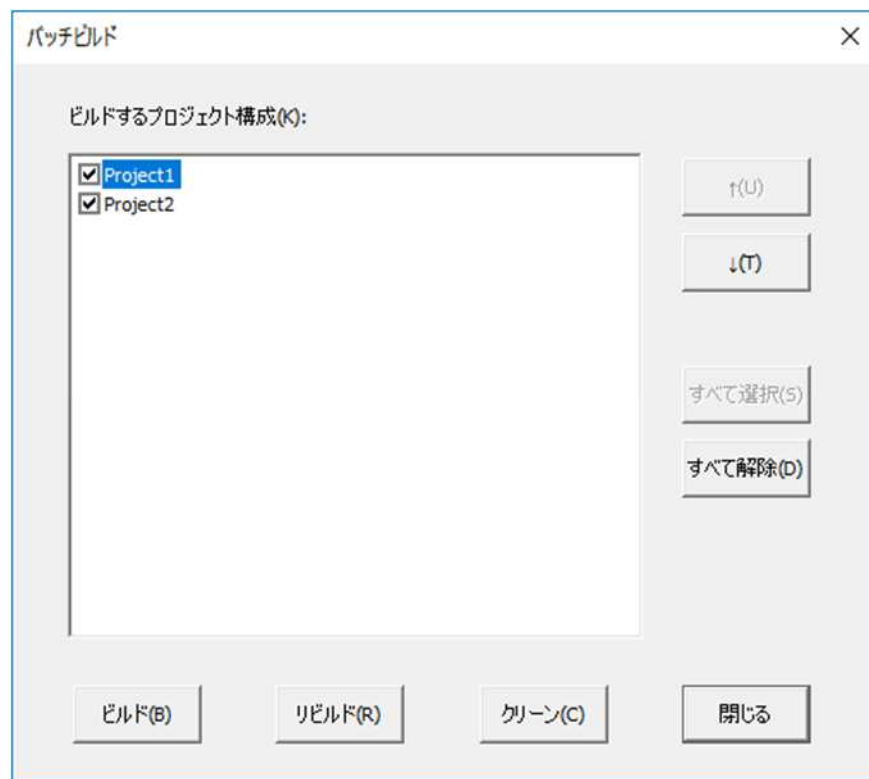 バッチビルド
ビルドするプロジェクト構成(K):
Project1
Project2
↑(U)
↓(T)
すべて選択(S)
すべて解除(D)
ビルド(B)
リビルド(R)
クリーン(C)
閉じる